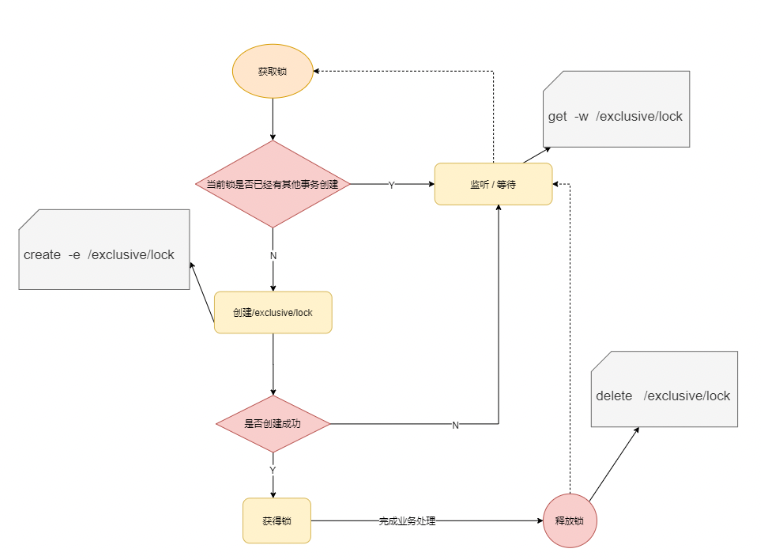 获取锁
get -w /exclusive/lock
当前锁是否已经有其他事务创建
Y
监听 / 等待
create -e /exclusive/lock
N
创建/exclusive/lock
delete /exclusive/lock
是否创建成功
N
Y
获得锁
完成业务处理
释放锁